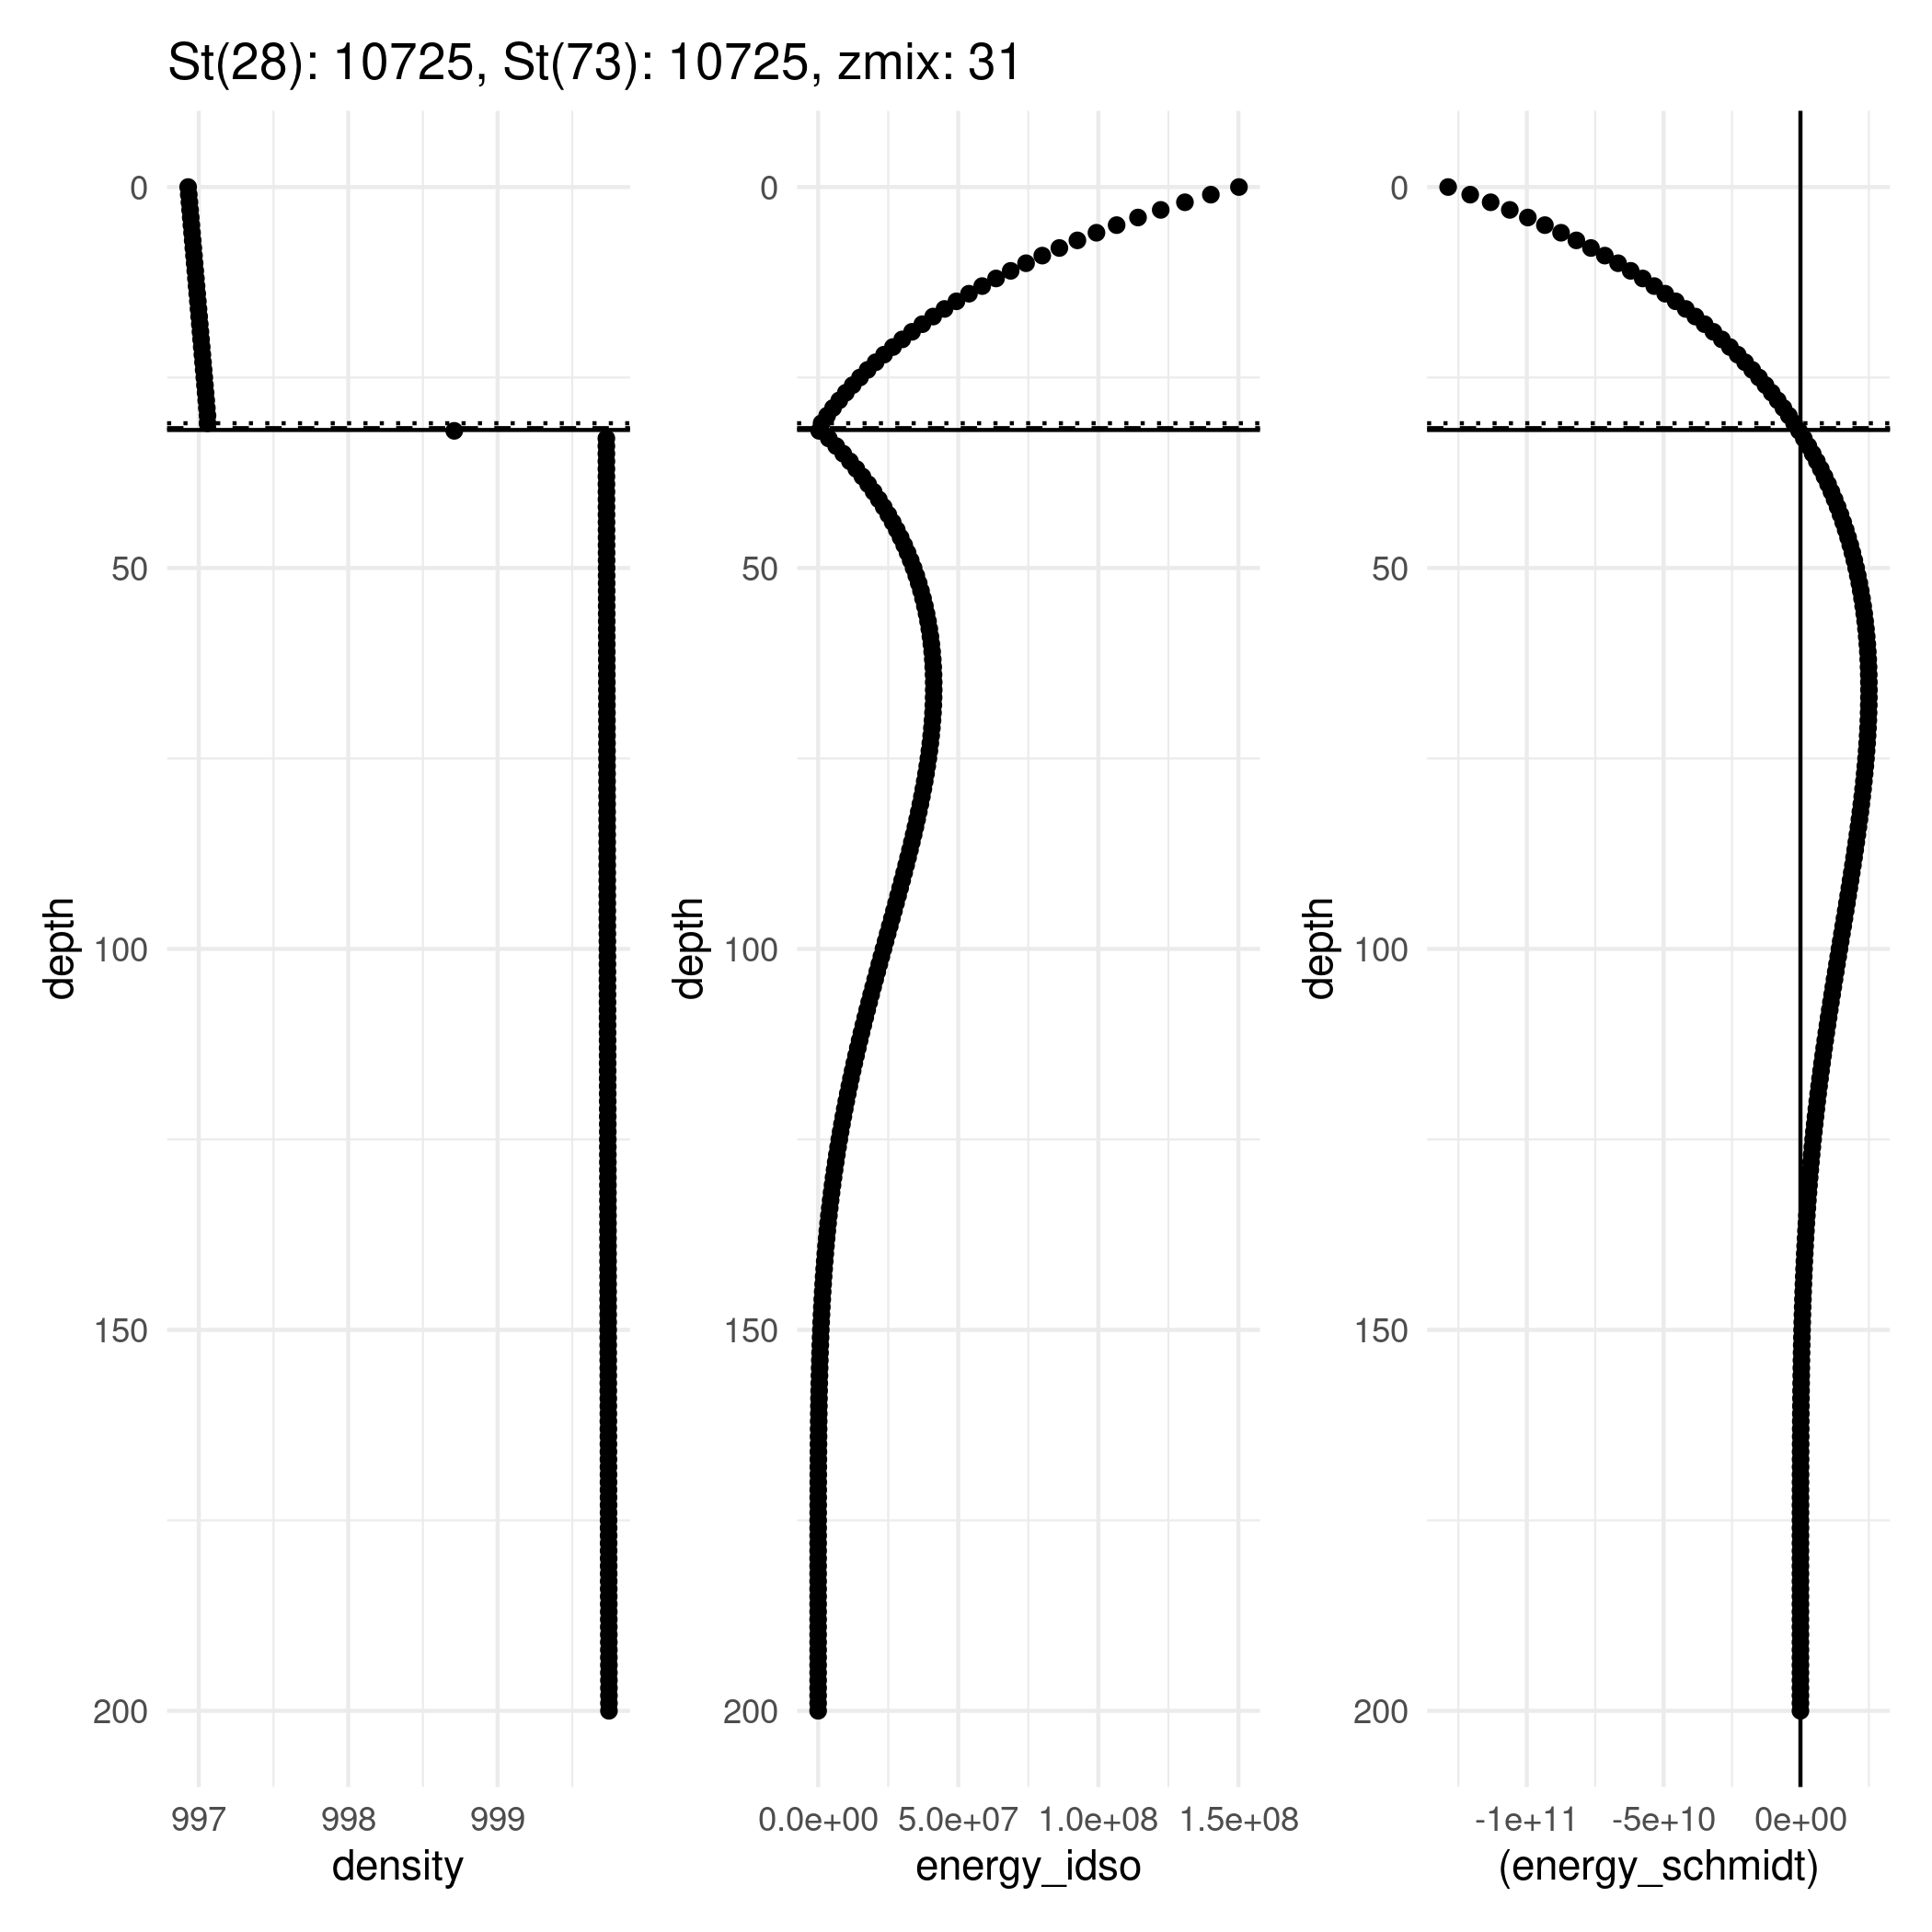 St(28): 10725, St(73): 10725, zmix: 31
depth
0
50
100
150
200
997 998 999
density
depth
0
50
100
150
200
0.0e+00 5.0e+07 1.0e+08 1.5e+08
energy_idso
depth
0
50
100
150
200
-1e+11 -5e+10 0e+00
(energy_schmidt)